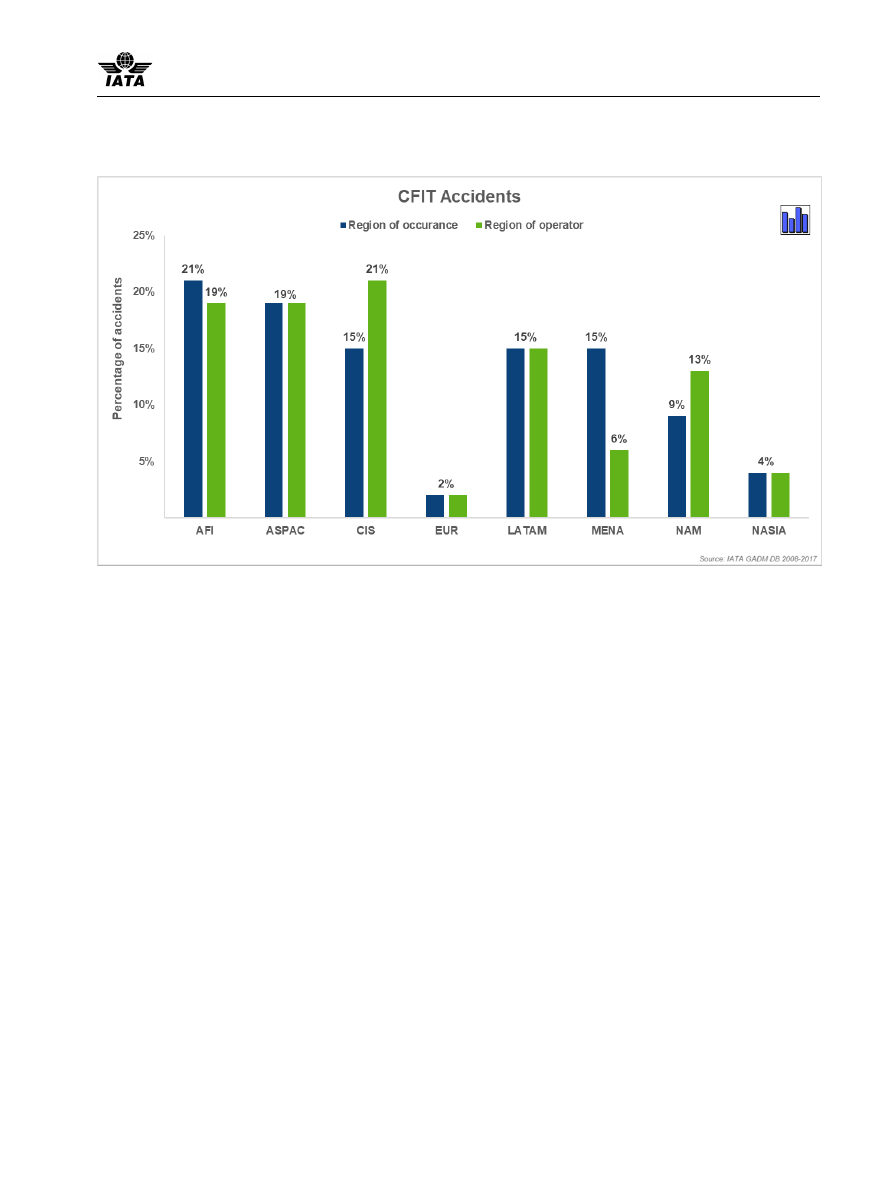 IATA
CFIT Accidents
Region of occurance Region of operator
25%
20%
15%
10%
5%
Percentage of accidents
21% 19% 19% 15% 21% 2% 15% 15% 6% 9% 13% 4%
AFI ASPAC CIS EUR LATAM MENA NAM NASIA
Source: IATA GADM DB 2008-2017